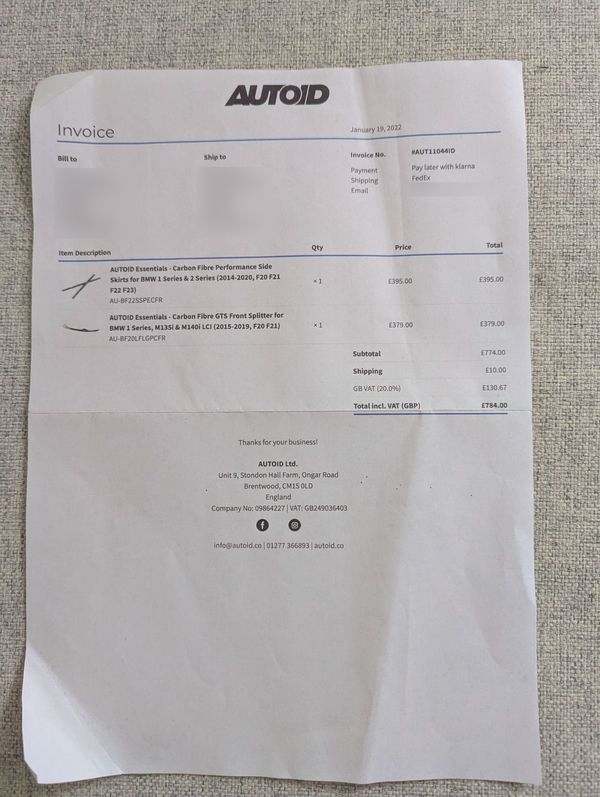 AUTOID
Invoice
January 19, 2022
Bill to
Ship to
Invoice No. #AUT11044ID
Payment Pay later with klarna
Shipping FedEx
Email
Item Description Qty Price Total
AUTOID Essentials - Carbon Fibre Performance Side
Skirts for BMW 1 Series & 2 Series (2014-2020, F20 F21
F22 F23)
AU-BF22SSPECFR
× 1 £395.00 £395.00
AUTOID Essentials - Carbon Fibre GTS Front Splitter for
BMW 1 Series, M135i & M140i LCI (2015-2019, F20 F21)
AU-BF20LFLGPCFR
× 1 £379.00 £379.00
Subtotal £774.00
Shipping £10.00
GB VAT (20.0%) £130.67
Total incl. VAT (GBP) £784.00
Thanks for your business!
AUTOID Ltd.
Unit 9, Stondon Hall Farm, Ongar Road
Brentwood, CM15 0LD
England
Company No: 09864227 | VAT: GB249036403
info@autoid.co | 01277 366893 | autoid.co